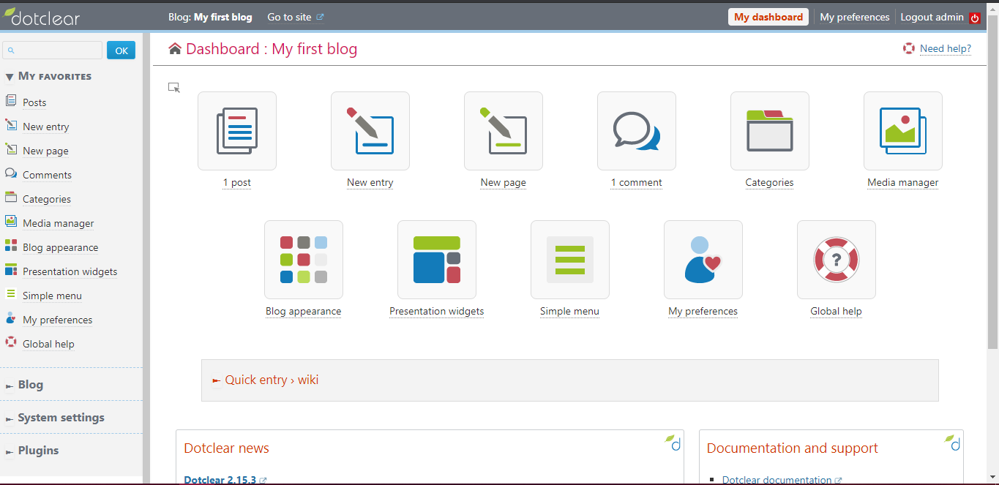 dotclear
Blog: My first blog Go to site My dashboard My preferences Logout admin
OK
Dashboard : My first blog
Need help?
My favorites
Posts
New entry
New page
Comments
Categories
Media manager
Blog appearance
Presentation widgets
Simple menu
My preferences
Global help
Blog
System settings
Plugins
1 post New entry New page 1 comment Categories Media manager
?
Blog appearance Presentation widgets Simple menu My preferences Global help
Quick entry › wiki
Dotclear news
d
Dotclear 2.15.3
Documentation and support
d
Dotclear documentation